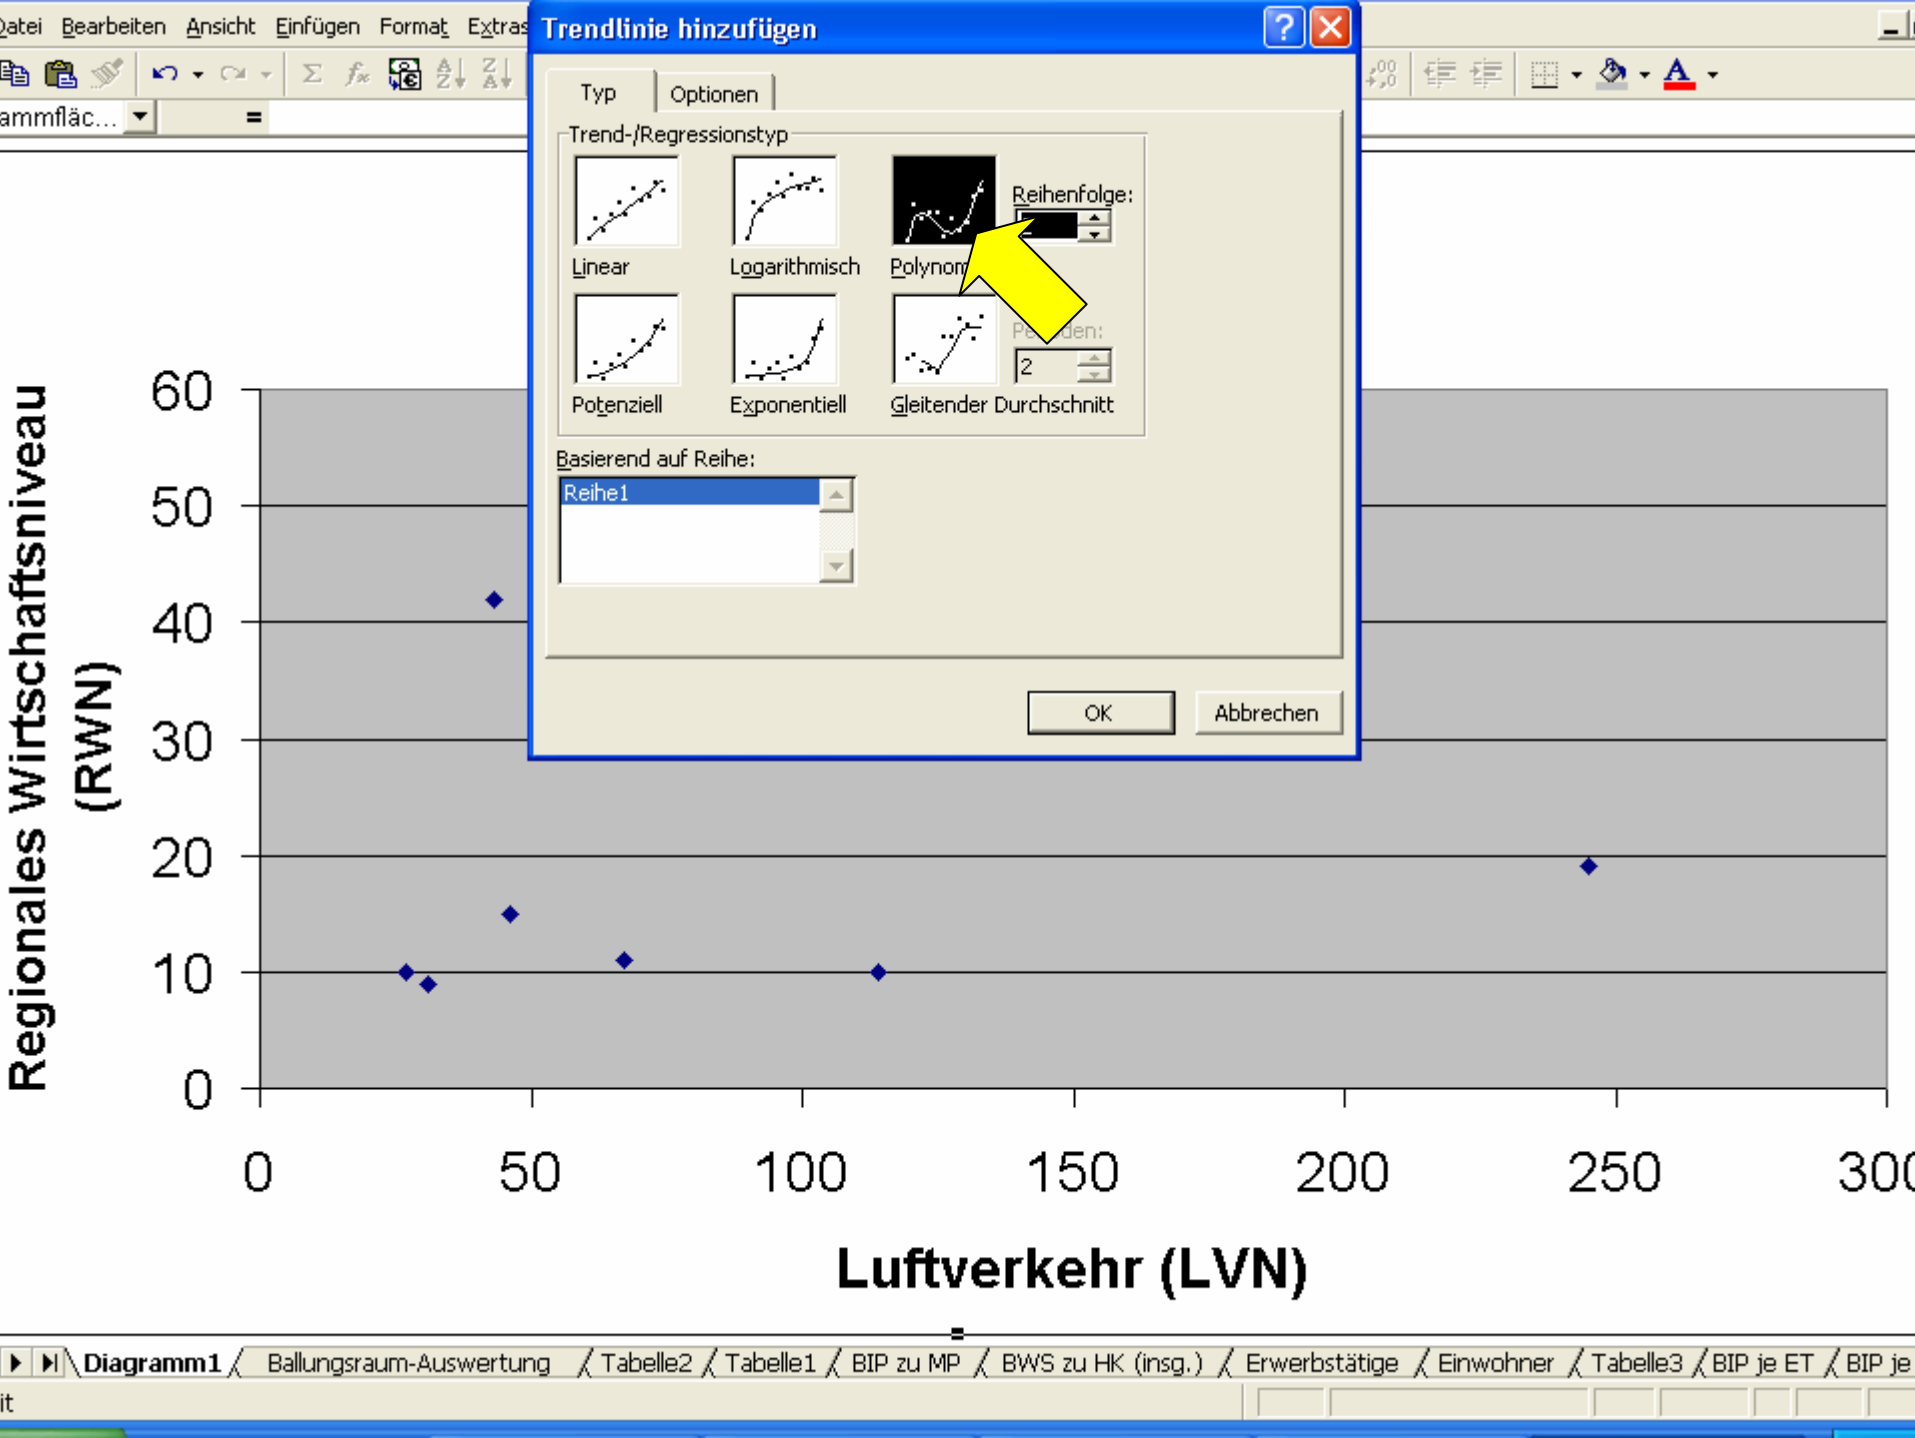 Datei Bearbeiten Ansicht Einfügen Format Extras
ammfläc... =
Trendlinie hinzufügen
Typ Optionen
Trend-/Regressionstyp
Reihenfolge:
Linear Logarithmisch
2
Potenziell Exponentiell Gleitender Durchschnitt
Basierend auf Reihe:
Reihe1
OK Abbrechen
Regionales Wirtschaftsniveau
(RWN)
60
50
40
30
20
10
0
0 50 100 150 200 250 300
Luftverkehr (LVN)
Diagramm1 Ballungsraum-Auswertung Tabelle2 Tabelle1 BIP zu MP BWS zu HK (insg.) Erwerbstätige Einwohner Tabelle3 BIP je ET BIP je
it